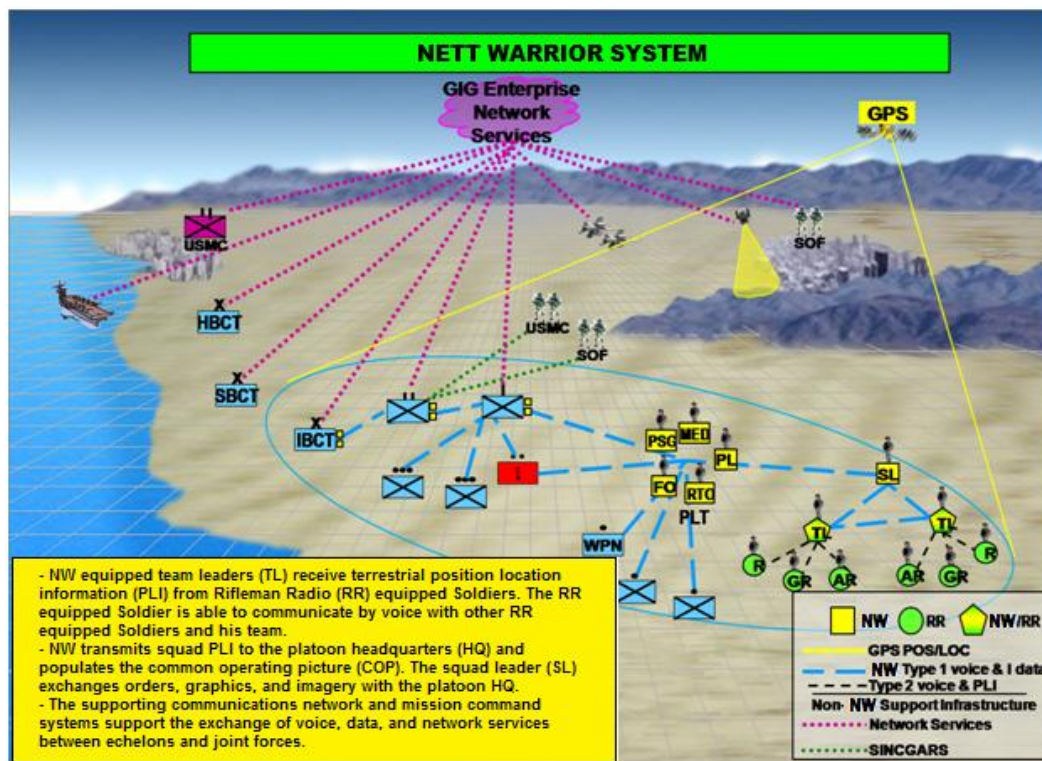 NETT WARRIOR SYSTEM
GIG Enterprise
Network
Services
GPS
USMC
SOF
HBCT
USMC
SOF
SBCT
IBCT
PSG
MED
PL
SL
FO
RTO
PLT
TL
TL
WPN
R
GR
AR
AR
GR
R
- NW equipped team leaders (TL) receive terrestrial position location
information (PLI) from Rifleman Radio (RR) equipped Soldiers. The RR
equipped Soldier is able to communicate by voice with other RR
equipped Soldiers and his team.
- NW transmits squad PLI to the platoon headquarters (HQ) and
populates the common operating picture (COP). The squad leader (SL)
exchanges orders, graphics, and imagery with the platoon HQ.
- The supporting communications network and mission command
systems support the exchange of voice, data, and network services
between echelons and joint forces.
NW RR NW/RR
GPS POS/LOC
NW Type 1 voice & I data
Type 2 voice & PLI
Non- NW Support Infrastructure
Network Services
SINCGARS